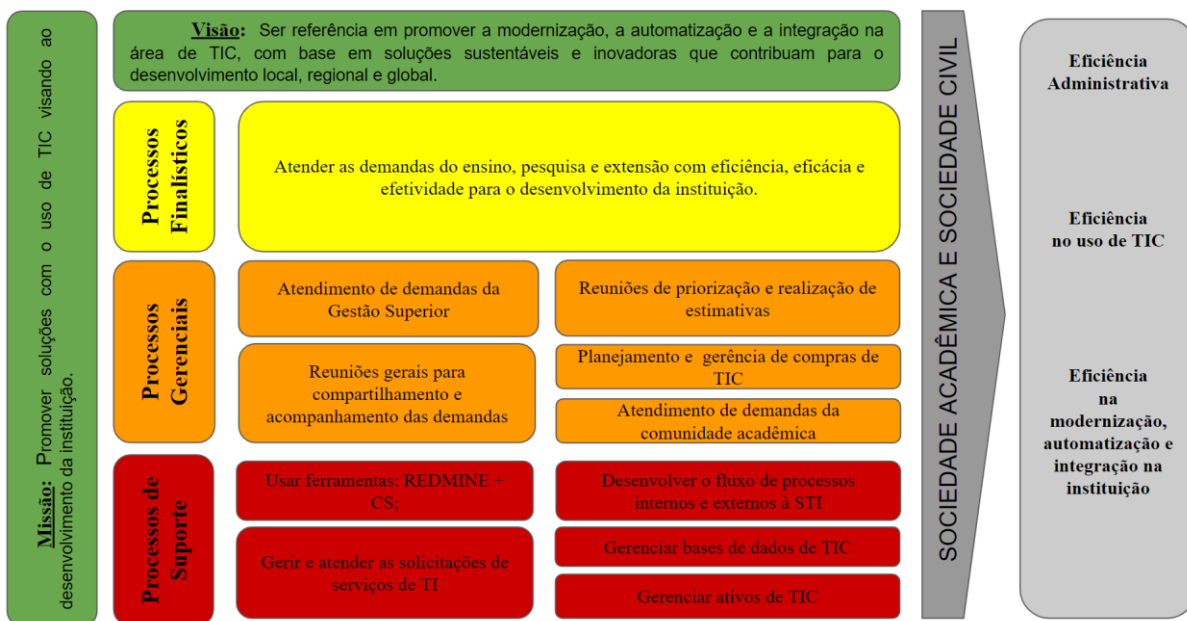 Missão: Promover soluções com o uso de TIC visando ao
desenvolvimento da instituição.
Visão: Ser referência em promover a modernização, a automatização e a integração na
área de TIC, com base em soluções sustentáveis e inovadoras que contribuam para o
desenvolvimento local, regional e global.
Processos
Finalísticos
Atender as demandas do ensino, pesquisa e extensão com eficiência, eficácia e
efetividade para o desenvolvimento da instituição.
Processos
Gerenciais
Atendimento de demandas da
Gestão Superior
Reuniões de priorização e realização de
estimativas
Reuniões gerais para
compartilhamento e
acompanhamento das demandas
Planejamento e gerência de compras de
TIC
Atendimento de demandas da
comunidade acadêmica
Processos de
Suporte
Usar ferramentas: REDMINE +
CS;
Desenvolver o fluxo de processos
internos e externos à STI
Gerir e atender as solicitações de
serviços de TI
Gerenciar bases de dados de TIC
Gerenciar ativos de TIC
SOCIEDADE ACADÊMICA E SOCIEDADE CIVIL
Eficiência
Administrativa
Eficiência
no uso de TIC
Eficiência
na
modernização,
automatização e
integração na
instituição